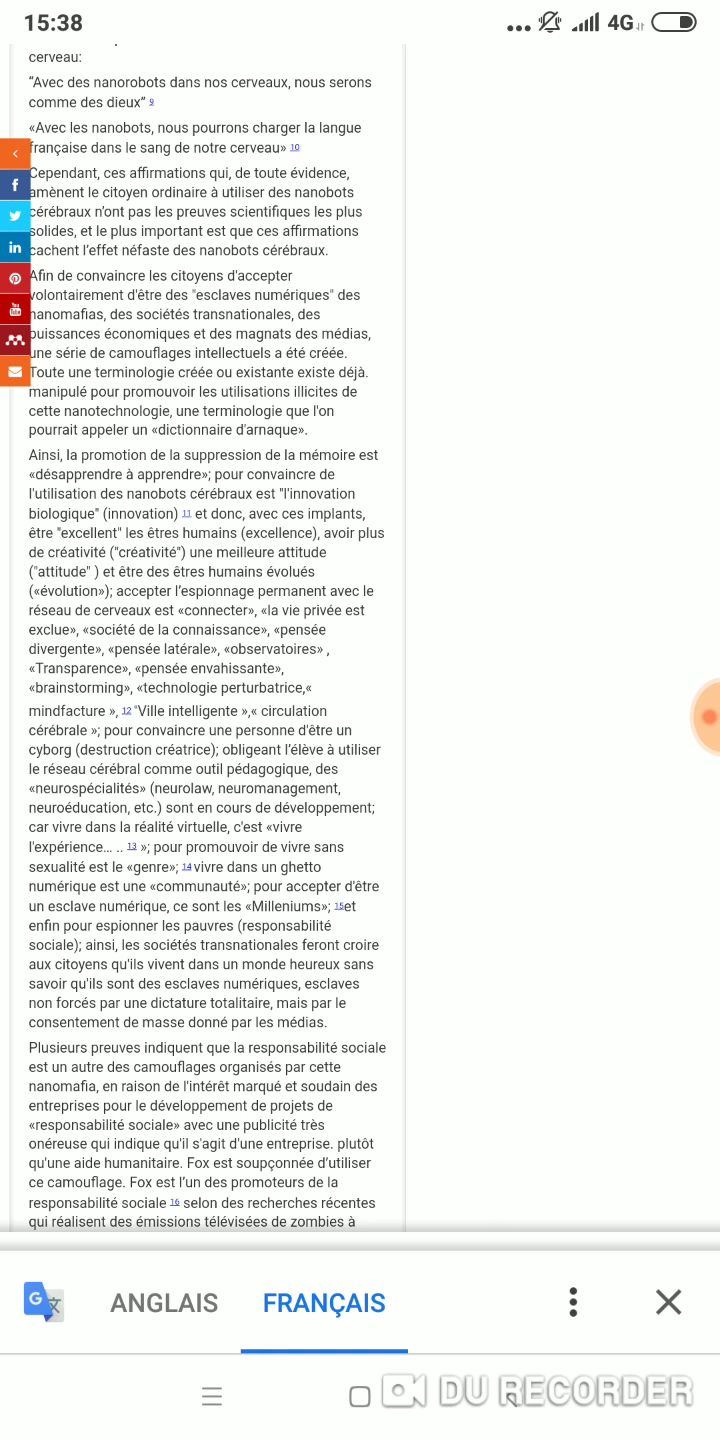 15:38
4G
cerveau:
“Avec des nanorobots dans nos cerveaux, nous serons
comme des dieux” 9
«Avec les nanobots, nous pourrons charger la langue
française dans le sang de notre cerveau» 10
Cependant, ces affirmations qui, de toute évidence,
amènent le citoyen ordinaire à utiliser des nanobots
cérébraux n’ont pas les preuves scientifiques les plus
solides, et le plus important est que ces affirmations
cachent l’effet néfaste des nanobots cérébraux.
Afin de convaincre les citoyens d'accepter
volontairement d'être des "esclaves numériques" des
nanomafias, des sociétés transnationales, des
puissances économiques et des magnats des médias,
une série de camouflages intellectuels a été créée.
Toute une terminologie créée ou existante existe déjà.
manipulé pour promouvoir les utilisations illicites de
cette nanotechnologie, une terminologie que l'on
pourrait appeler un «dictionnaire d'arnaque».
Ainsi, la promotion de la suppression de la mémoire est
«désapprendre à apprendre»; pour convaincre de
l'utilisation des nanobots cérébraux est "l'innovation
biologique" (innovation) 11 et donc, avec ces implants,
être "excellent" les êtres humains (excellence), avoir plus
de créativité ("créativité") une meilleure attitude
("attitude" ) et être des êtres humains évolués
(«évolution»); accepter l’espionnage permanent avec le
réseau de cerveaux est «connecter», «la vie privée est
exclue», «société de la connaissance», «pensée
divergente», «pensée latérale», «observatoires» ,
«Transparence», «pensée envahissante»,
«brainstorming», «technologie perturbatrice,«
mindfacture », 12 “Ville intelligente »,« circulation
cérébrale »; pour convaincre une personne d’être un
cyborg (destruction créatrice); obligeant l’élève à utiliser
le réseau cérébral comme outil pédagogique, des
«neurospécialités» (neurolaw, neuromanagement,
neuroéducation, etc.) sont en cours de développement;
car vivre dans la réalité virtuelle, c'est «vivre
l'expérience… .. 13 »; pour promouvoir de vivre sans
sexualité est le «genre»; 14 vivre dans un ghetto
numérique est une «communauté»; pour accepter d'être
un esclave numérique, ce sont les «Milleniums»; 15et
enfin pour espionner les pauvres (responsabilité
sociale); ainsi, les sociétés transnationales feront croire
aux citoyens qu'ils vivent dans un monde heureux sans
savoir qu'ils sont des esclaves numériques, esclaves
non forcés par une dictature totalitaire, mais par le
consentement de masse donné par les médias.
Plusieurs preuves indiquent que la responsabilité sociale
est un autre des camouflages organisés par cette
nanomafia, en raison de l'intérêt marqué et soudain des
entreprises pour le développement de projets de
«responsabilité sociale» avec une publicité très
onéreuse qui indique qu'il s'agit d'une entreprise. plutôt
qu'une aide humanitaire. Fox est soupçonnée d’utiliser
ce camouflage. Fox est l’un des promoteurs de la
responsabilité sociale 16 selon des recherches récentes
qui réalisent des émissions télévisées de zombies à
ANGLAIS
FRANÇAIS
DU RECORDER